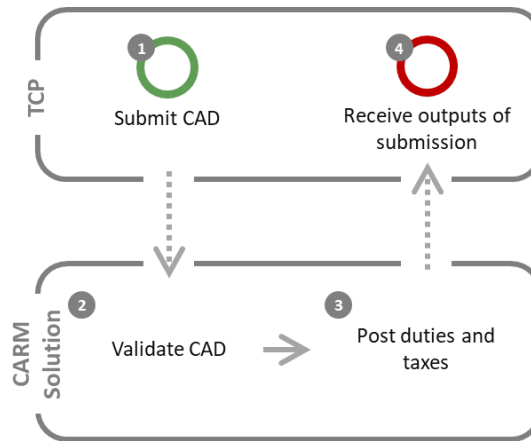 TCP
1
Submit CAD
4
Receive outputs of
submission
CARM
Solution
2
Validate CAD
3
Post duties and
taxes